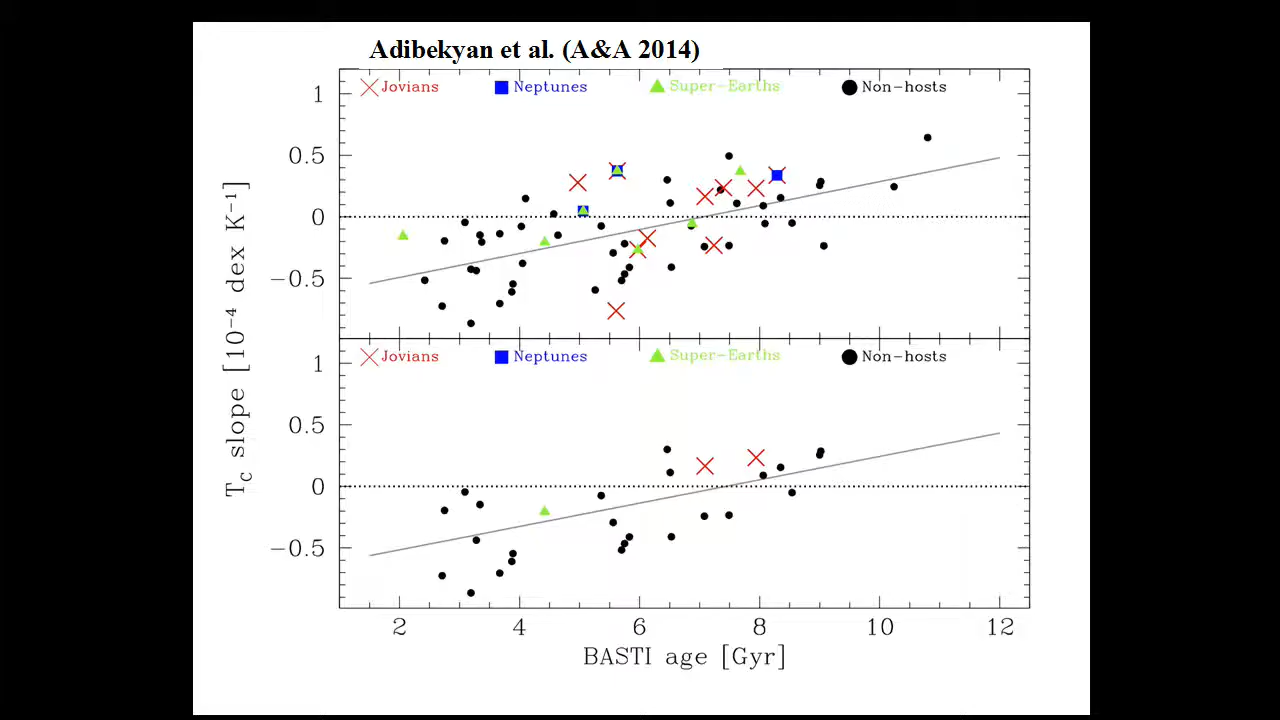 Adibekyan et al. (A&A 2014)
Jovians Neptunes Super-Earths Non-hosts
1
0.5
0
−0.5
Jovians Neptunes Super-Earths Non-hosts
1
0.5
0
−0.5
T_C slope [10⁻⁴ dex K⁻¹]
2 4 6 8 10 12
BASTI age [Gyr]